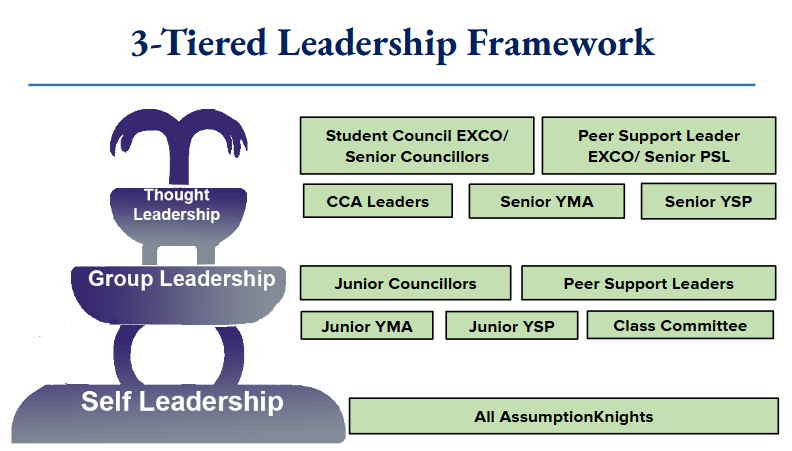 3-Tiered Leadership Framework
Thought
Leadership
Student Council EXCO/
Senior Councillors
Peer Support Leader
EXCO/ Senior PSL
CCA Leaders
Senior YMA
Senior YSP
Group Leadership
Junior Councillors
Peer Support Leaders
Junior YMA
Junior YSP
Class Committee
Self Leadership
All AssumptionKnights